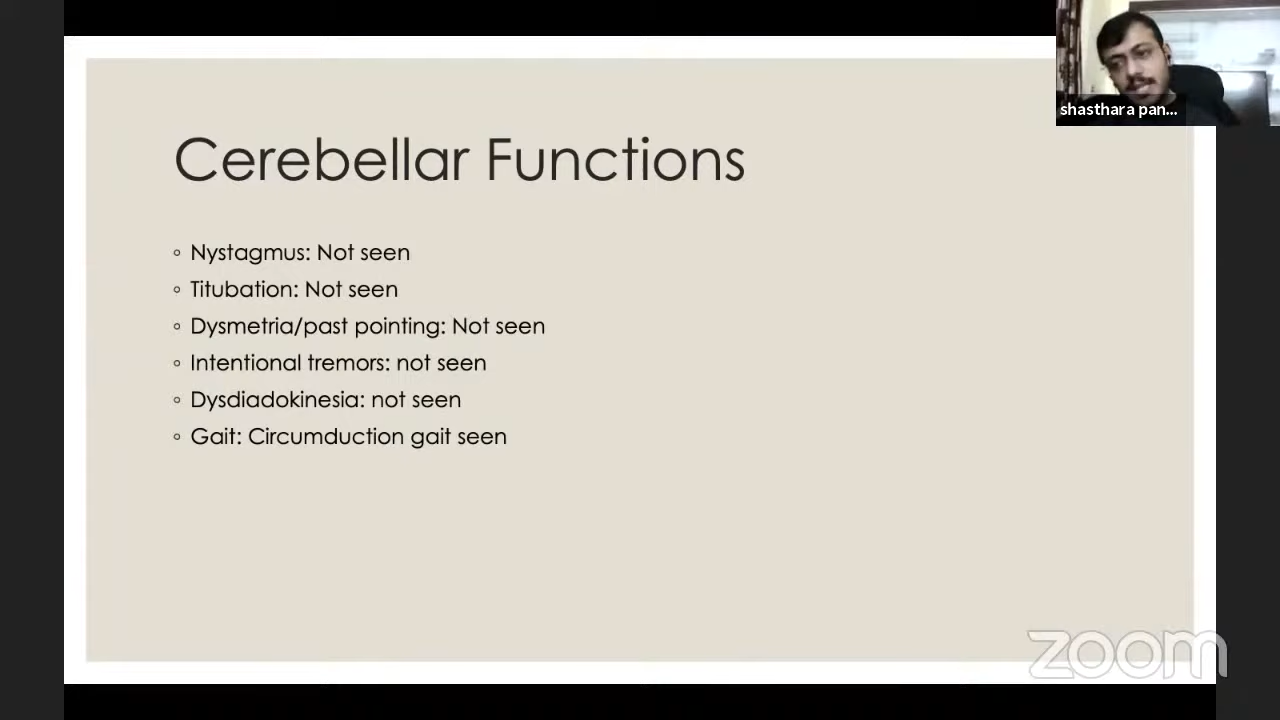 shasthara pan...
Cerebellar Functions
◦ Nystagmus: Not seen
◦ Titubation: Not seen
◦ Dysmetria/past pointing: Not seen
◦ Intentional tremors: not seen
◦ Dysdiadokinesia: not seen
◦ Gait: Circumduction gait seen
zoom